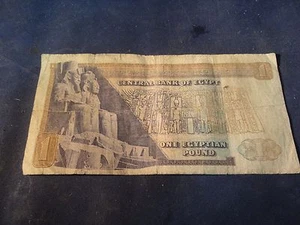 CENTRAL BANK OF EGYPT
ONE EGYPTIAN
POUND